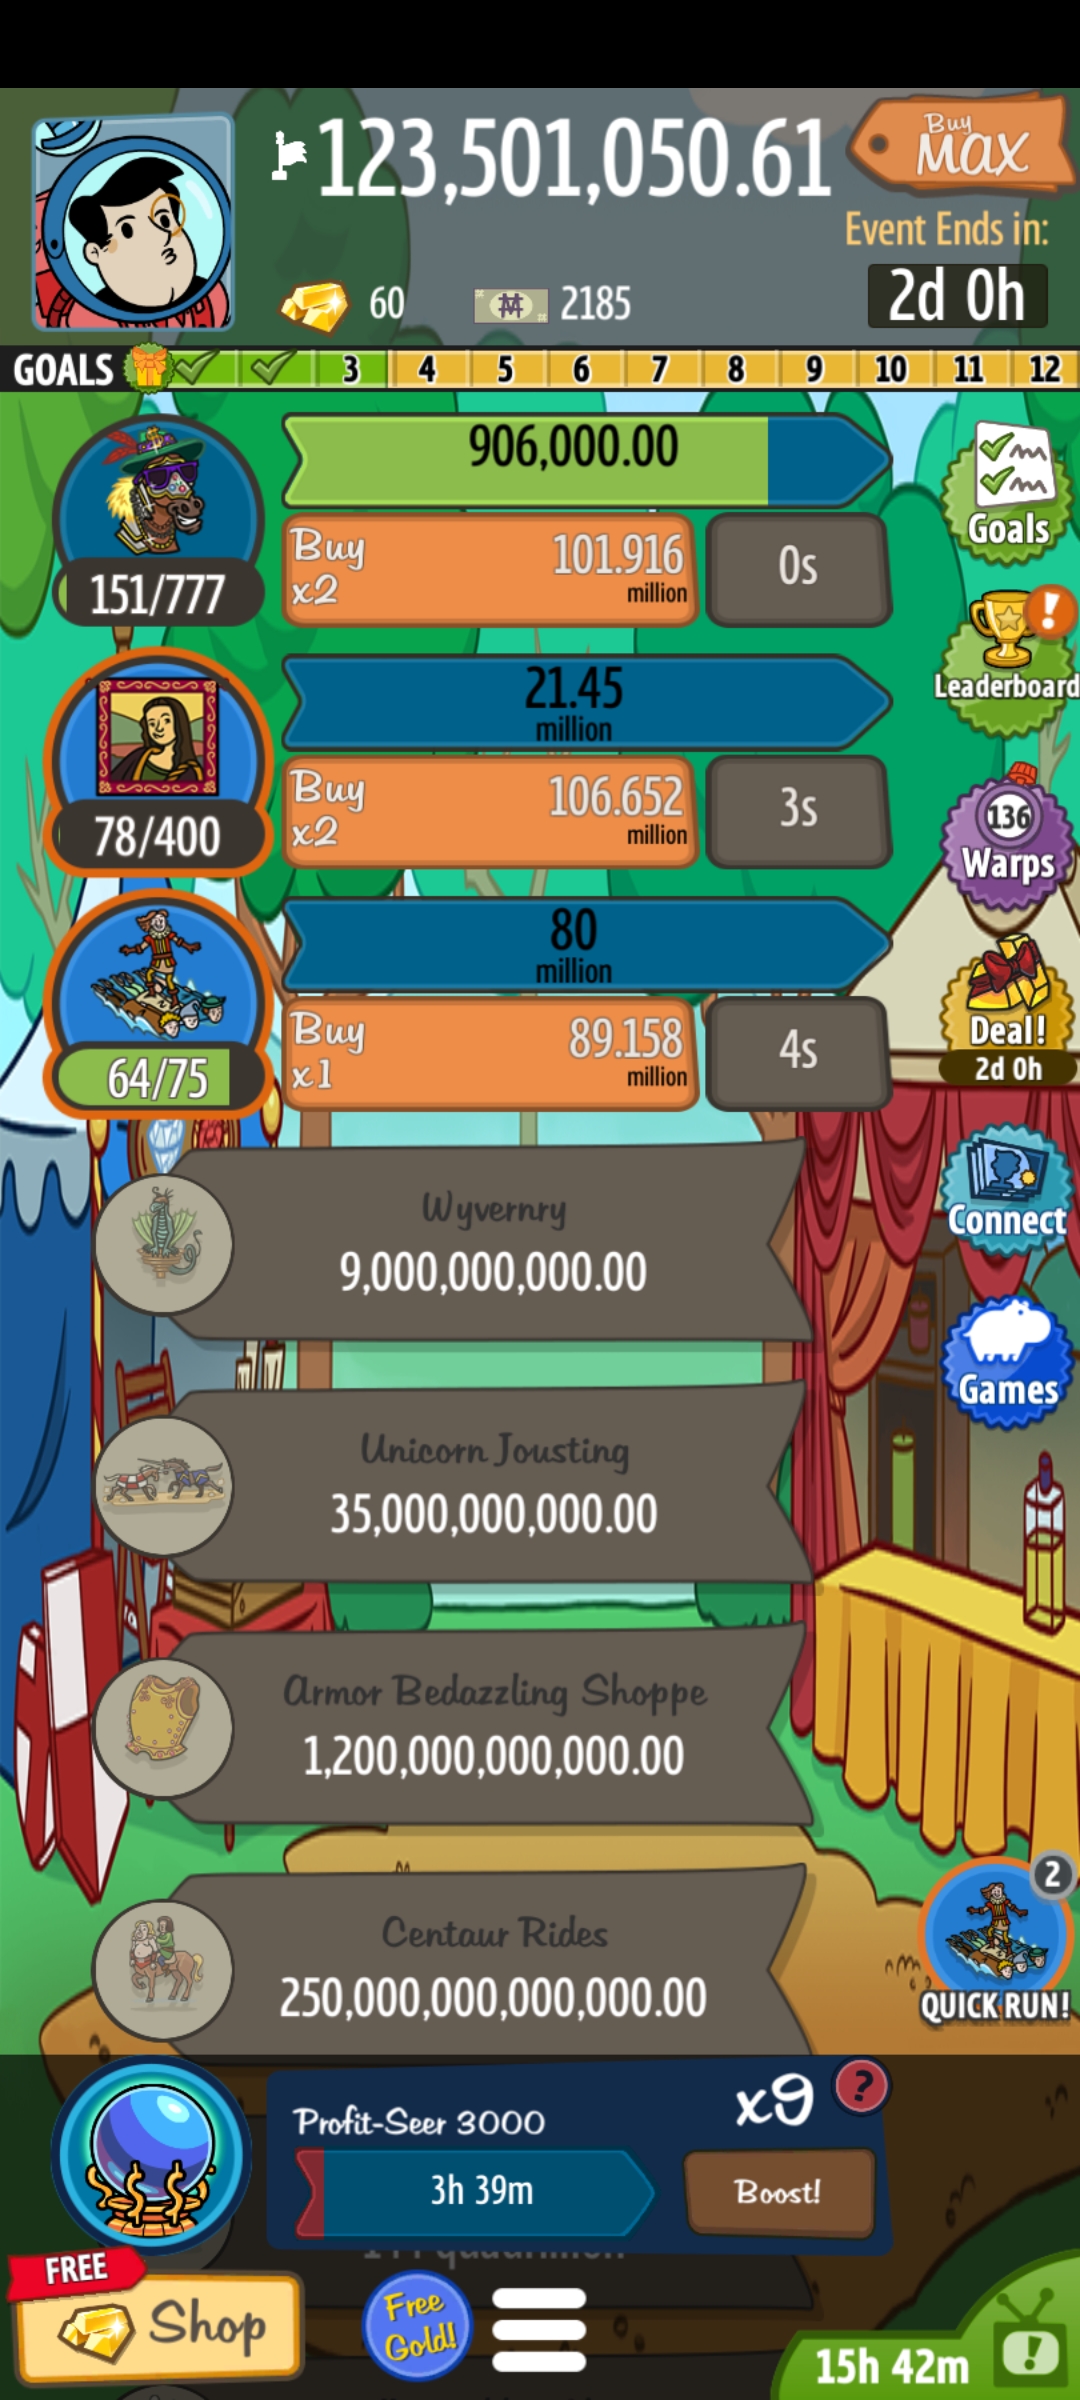 123,501,050.61
Buy
MAX
Event Ends in:
2d 0h
60
2185
GOALS
3
4
5
6
7
8
9
10
11
12
906,000.00
Buy
x2
101.916
million
0s
151/777
Goals
21.45
million
Leaderboard
Buy
x2
106.652
million
3s
78/400
136
Warps
80
million
Buy
x1
89.158
million
4s
64/75
Deal!
2d 0h
Wyvernry
9,000,000,000.00
Connect
Unicorn Jousting
35,000,000,000.00
Games
Armor Bedazzling Shoppe
1,200,000,000,000.00
Centaur Rides
250,000,000,000,000.00
2
QUICK RUN!
Profit-Seer 3000
x9
?
3h 39m
Boost!
FREE
Shop
Free
Gold!
15h 42m